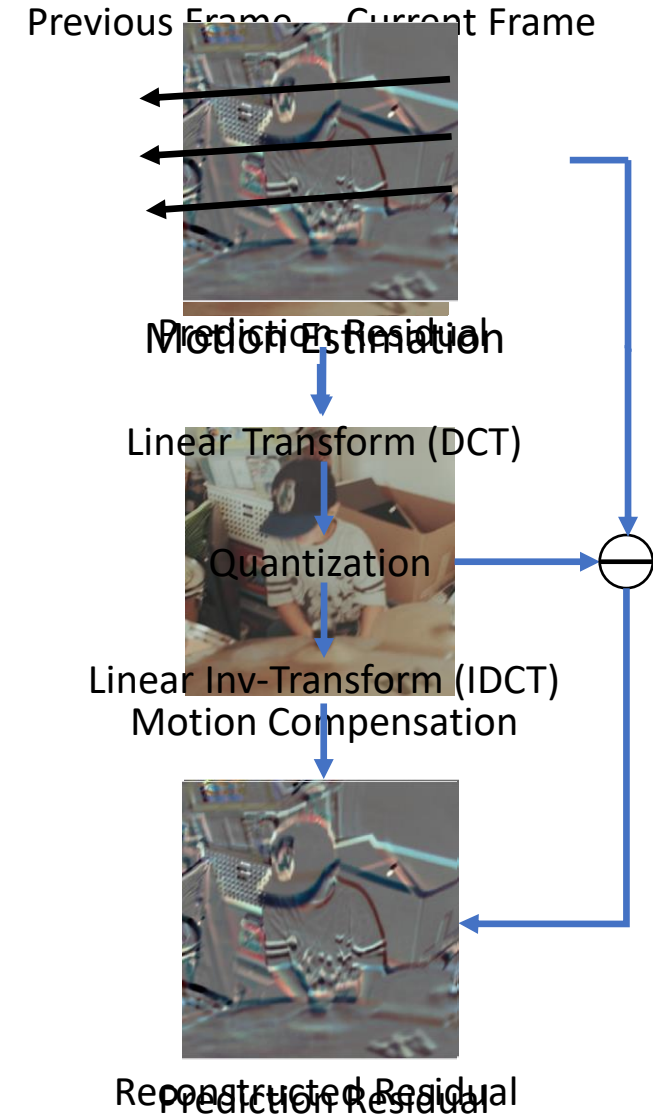 Previous Frame
Current Frame
Motion Estimation
Prediction Residual
Linear Transform (DCT)
Quantization
Linear Inv-Transform (IDCT)
Motion Compensation
Reconstructed Residual
Prediction Residual